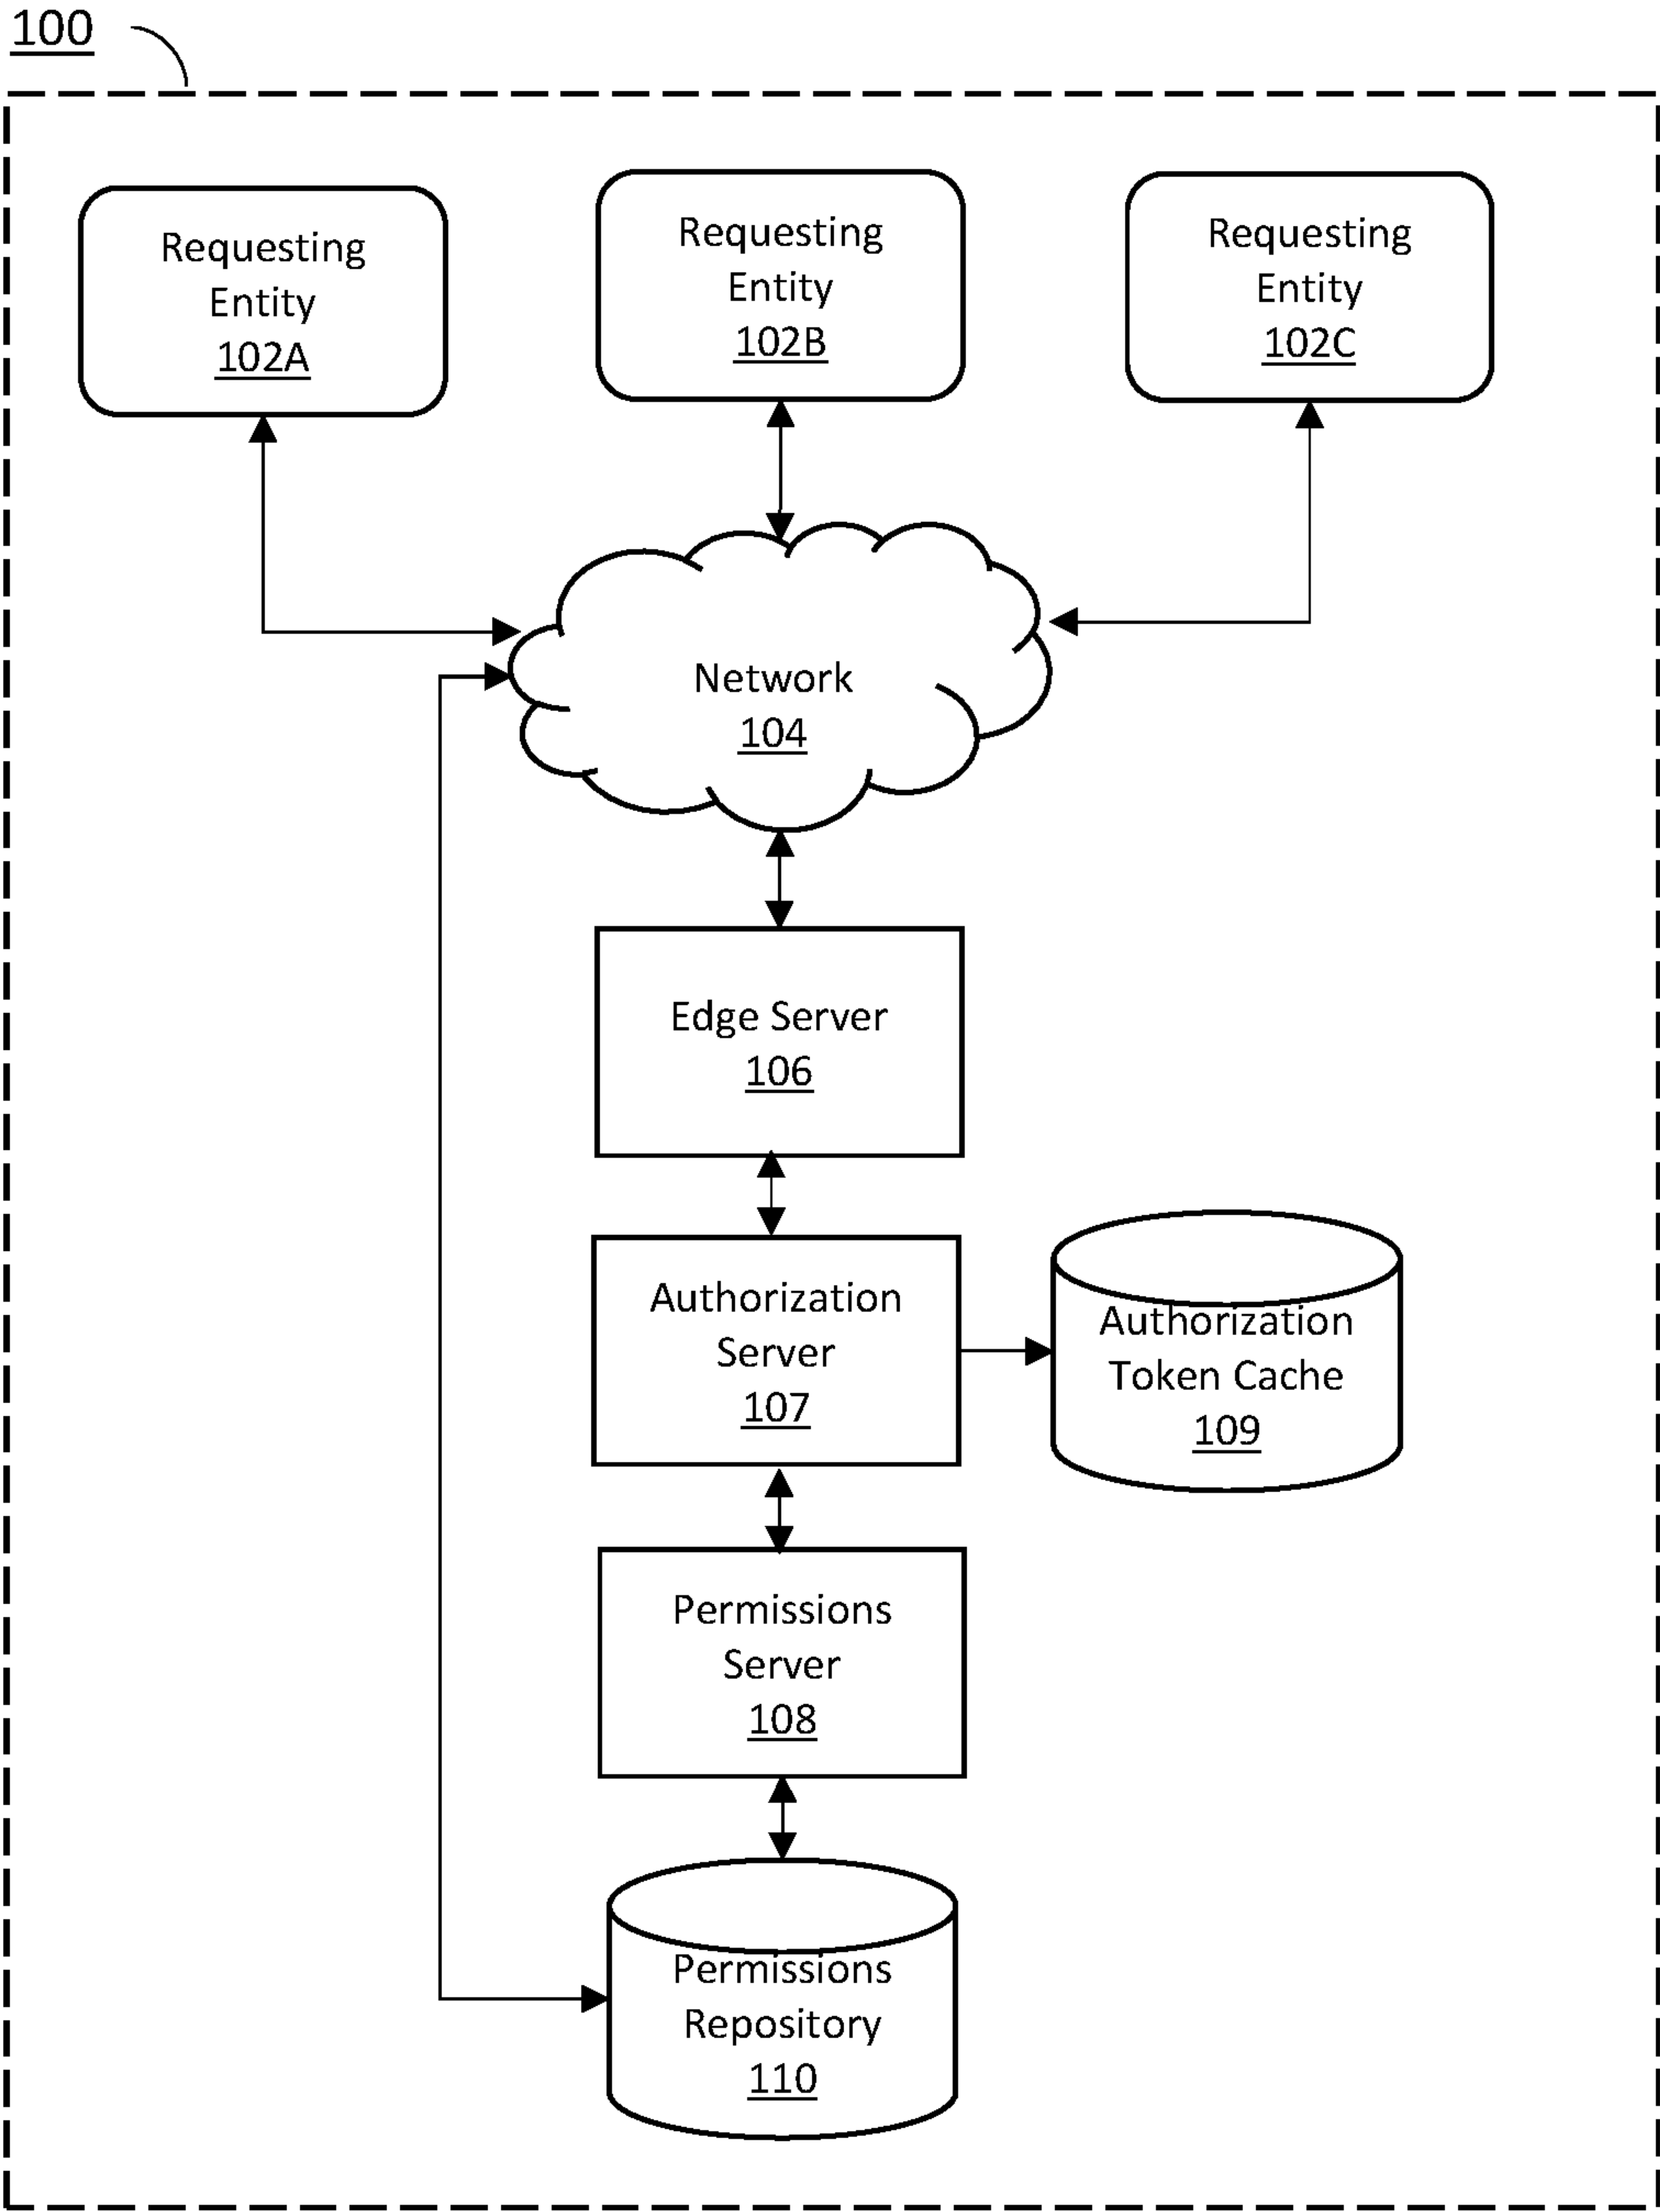 100
Requesting
Entity
102A
Requesting
Entity
102B
Requesting
Entity
102C
Network
104
Edge Server
106
Authorization
Server
107
Authorization
Token Cache
109
Permissions
Server
108
Permissions
Repository
110